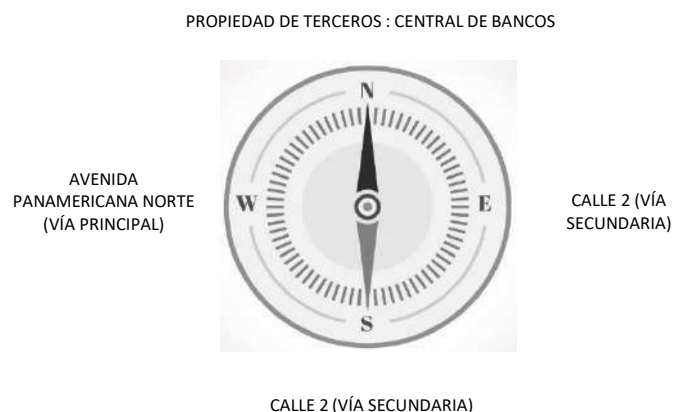 PROPIEDAD DE TERCEROS : CENTRAL DE BANCOS
N
AVENIDA
PANAMERICANA NORTE
(VÍA PRINCIPAL)
W
E
CALLE 2 (VÍA
SECUNDARIA)
S
CALLE 2 (VÍA SECUNDARIA)